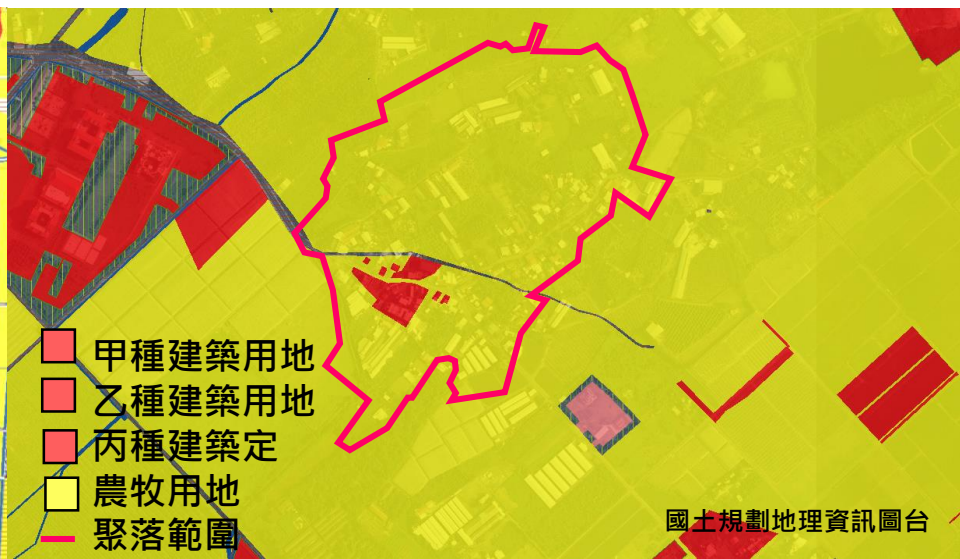 甲種建築用地
乙種建築用地
丙種建築定
農牧用地
聚落範圍
國土規劃地理資訊圖台